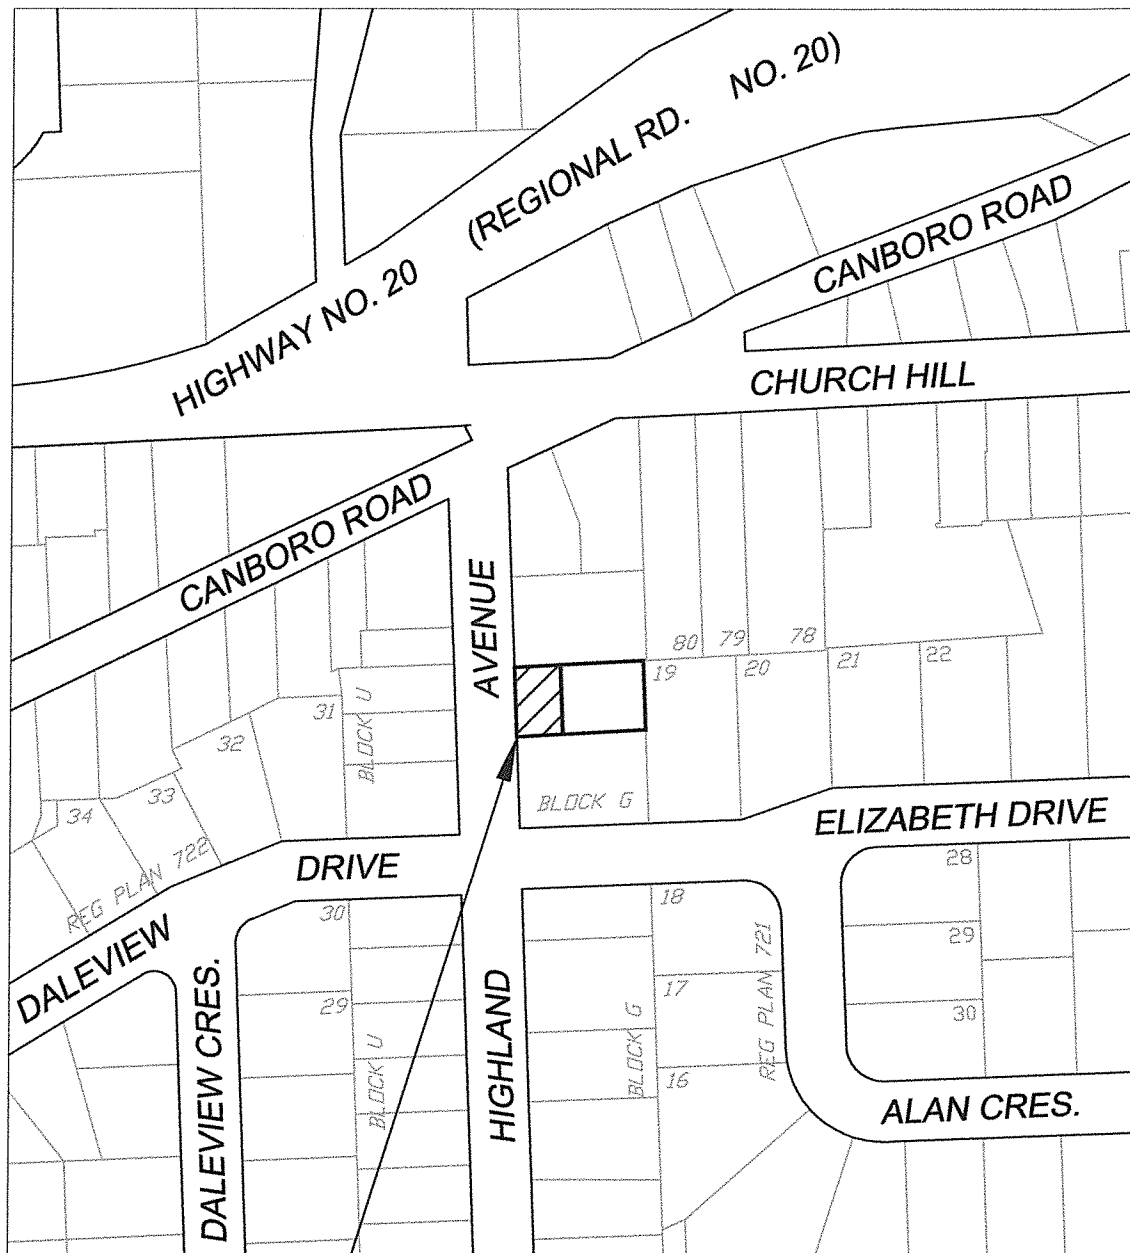 HIGHWAY NO. 20 (REGIONAL RD. NO. 20)
CANBORO ROAD
CHURCH HILL
CANBORO ROAD
AVENUE
80 79 78
19 20 21 22
31
32
33
34
BLOCK U
REG PLAN 722
BLOCK G
ELIZABETH DRIVE
DRIVE
DALEVIEW
30
29
18
17
16
28
29
30
REG PLAN 721
BLOCK G
BLOCK U
DALEVIEW CRES.
HIGHLAND
ALAN CRES.